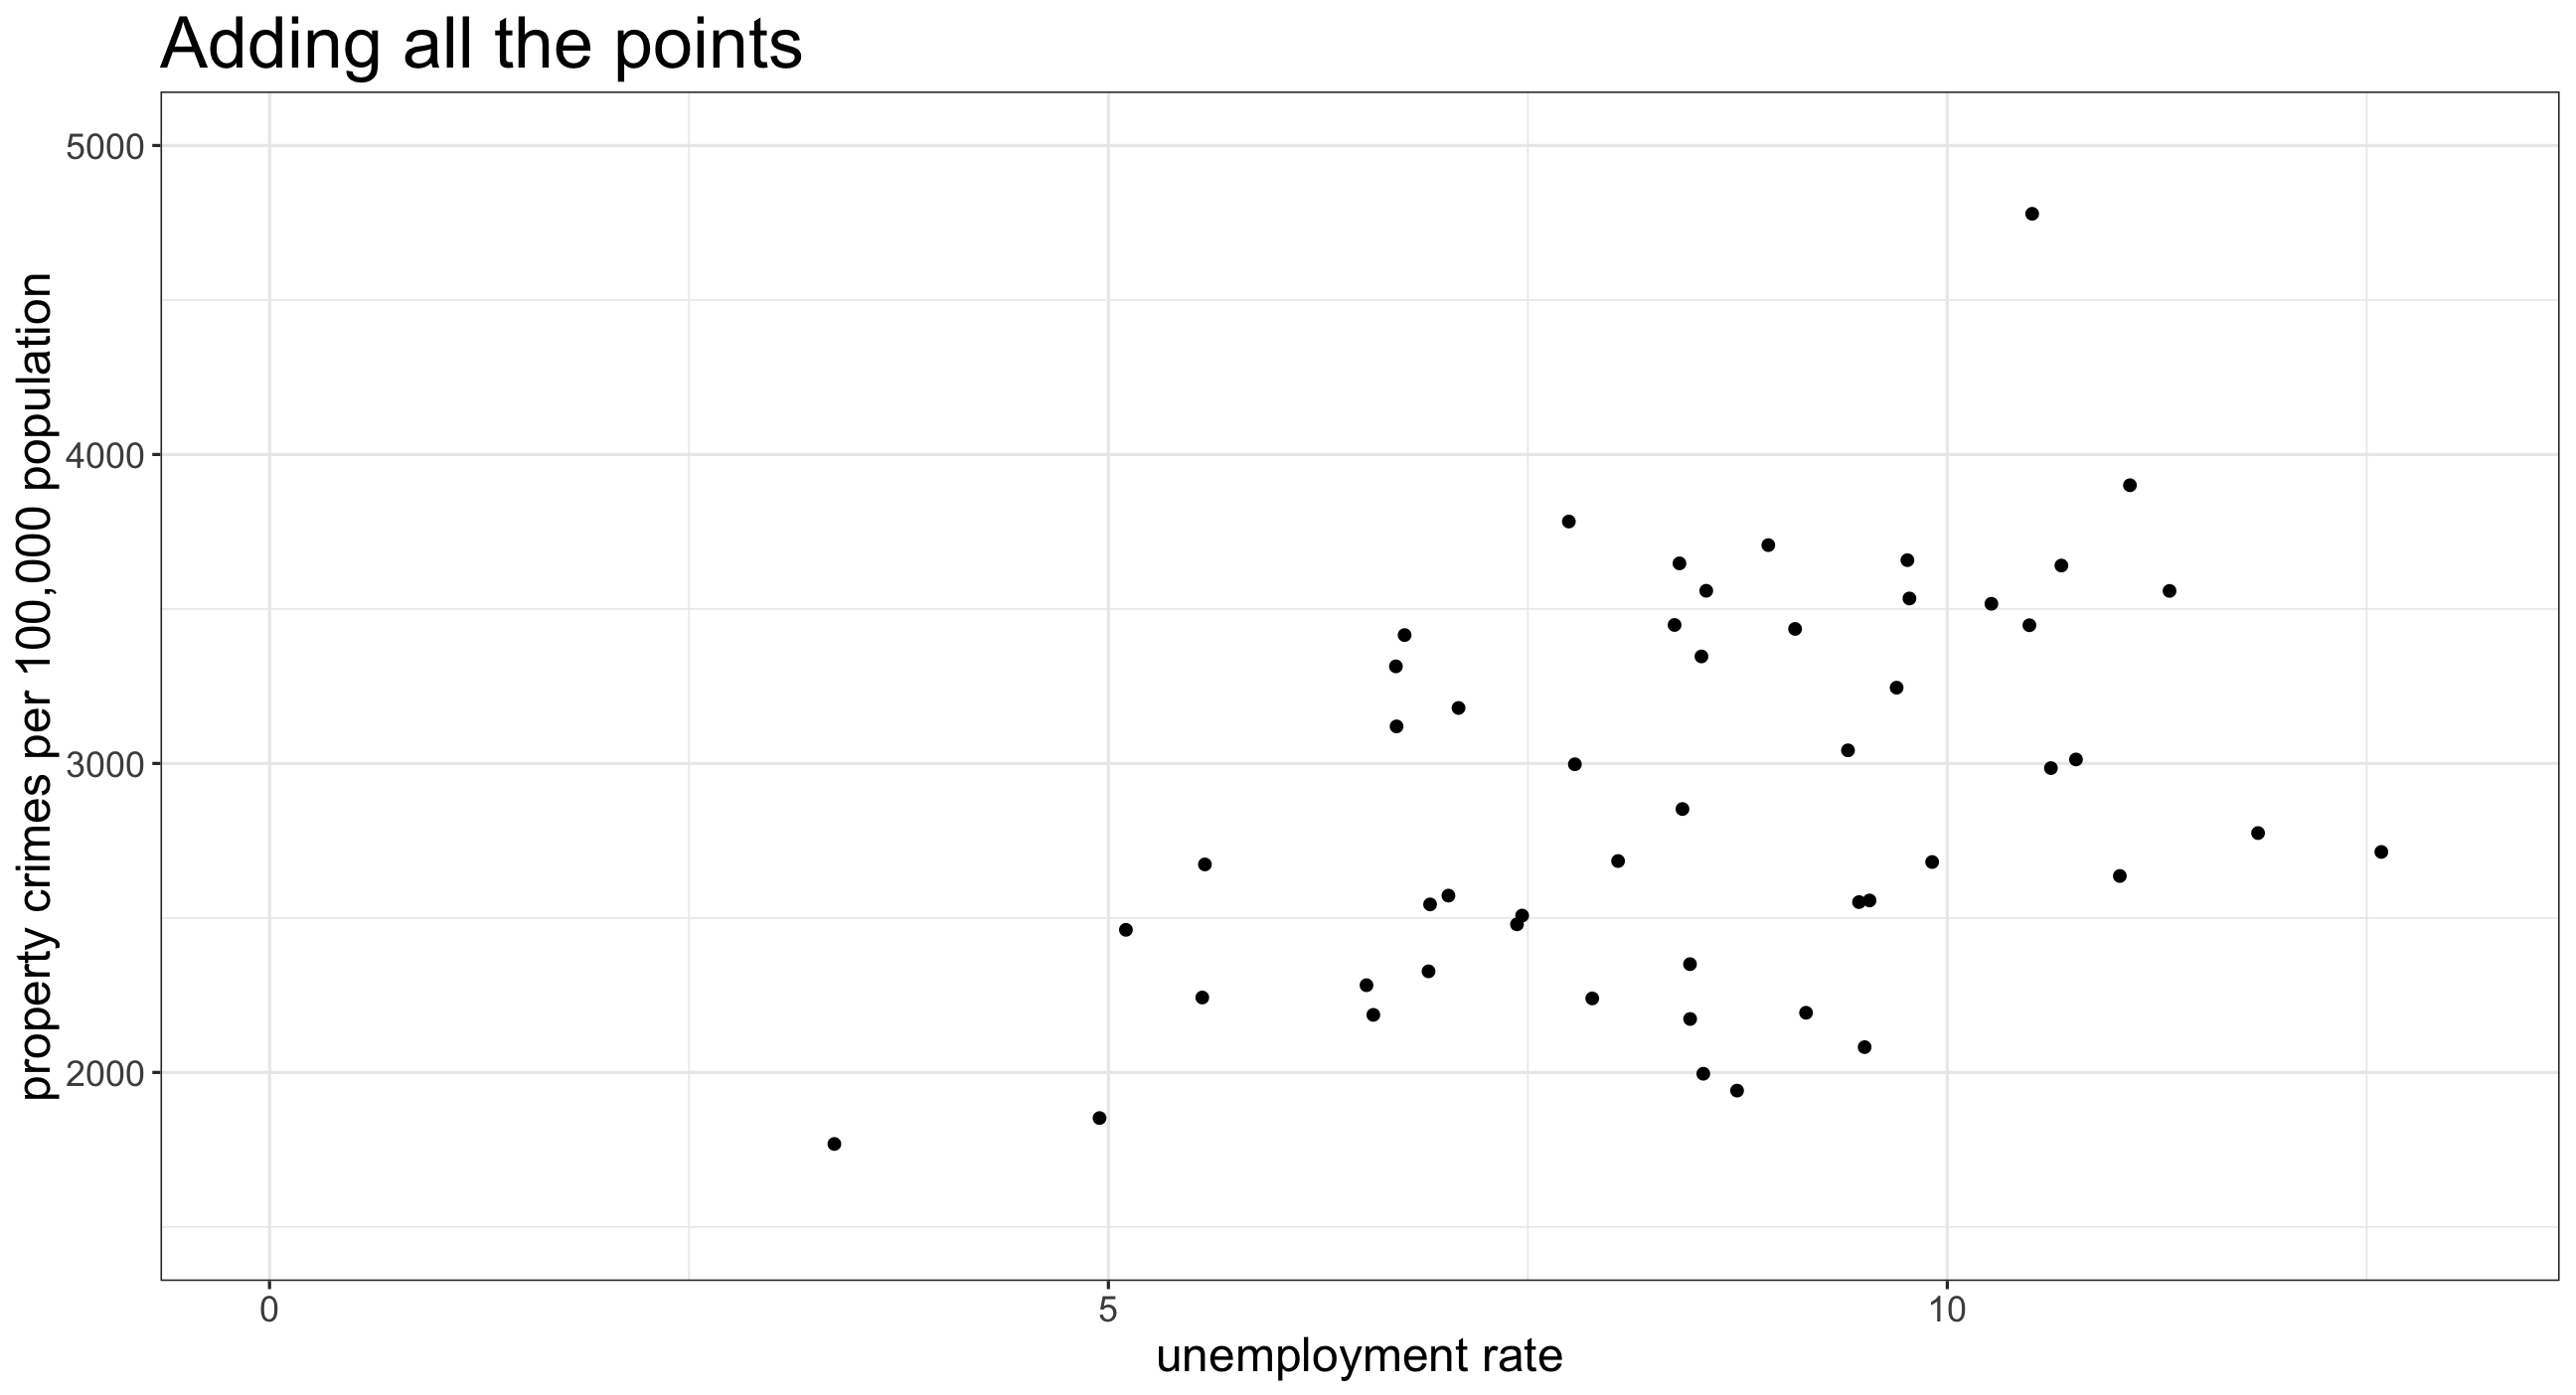 Adding all the points
property crimes per 100,000 population
5000
4000
3000
2000
0
5
10
unemployment rate